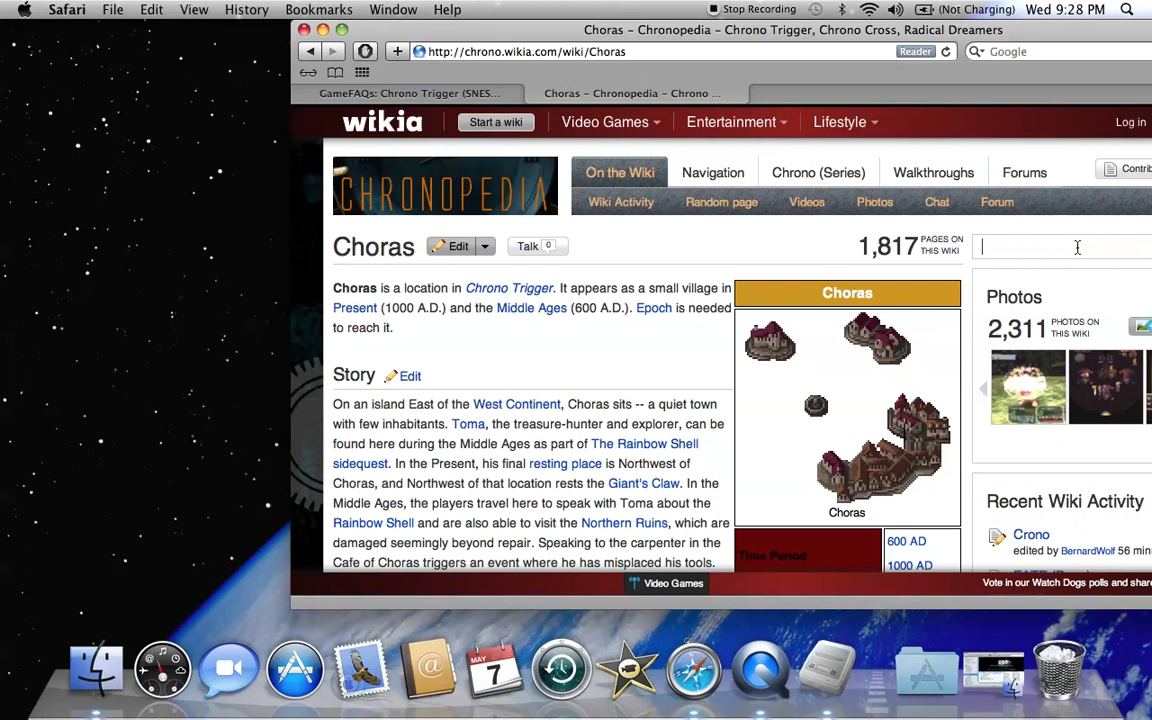 Safari File Edit View History Bookmarks Window Help Stop Recording (Not Charging) Wed 9:28 PM
Choras – Chronopedia – Chrono Trigger, Chrono Cross, Radical Dreamers
http://chrono.wikia.com/wiki/Choras Reader Google
GameFAQs: Chrono Trigger (SNES... Choras – Chronopedia – Chrono ...
wikia Start a wiki Video Games Entertainment Lifestyle Log in
CHRONOPEDIA On the Wiki Navigation Chrono (Series) Walkthroughs Forums Contrib
Wiki Activity Random page Videos Photos Chat Forum
Choras Edit Talk 0 1,817 PAGES ON THIS WIKI
Choras is a location in Chrono Trigger. It appears as a small village in
Present (1000 A.D.) and the Middle Ages (600 A.D.). Epoch is needed
to reach it.
Story Edit
On an island East of the West Continent, Choras sits -- a quiet town
with few inhabitants. Toma, the treasure-hunter and explorer, can be
found here during the Middle Ages as part of The Rainbow Shell
sidequest. In the Present, his final resting place is Northwest of
Choras, and Northwest of that location rests the Giant's Claw. In the
Middle Ages, the players travel here to speak with Toma about the
Rainbow Shell and are also able to visit the Northern Ruins, which are
damaged seemingly beyond repair. Speaking to the carpenter in the
Cafe of Choras triggers an event where he has misplaced his tools.
Choras
Choras
Time Period
600 AD
1000 AD
Photos
2,311 PHOTOS ON THIS WIKI
Recent Wiki Activity
Crono
edited by BernardWolf 56 min
Video Games
Vote in our Watch Dogs polls and share
MAY
7